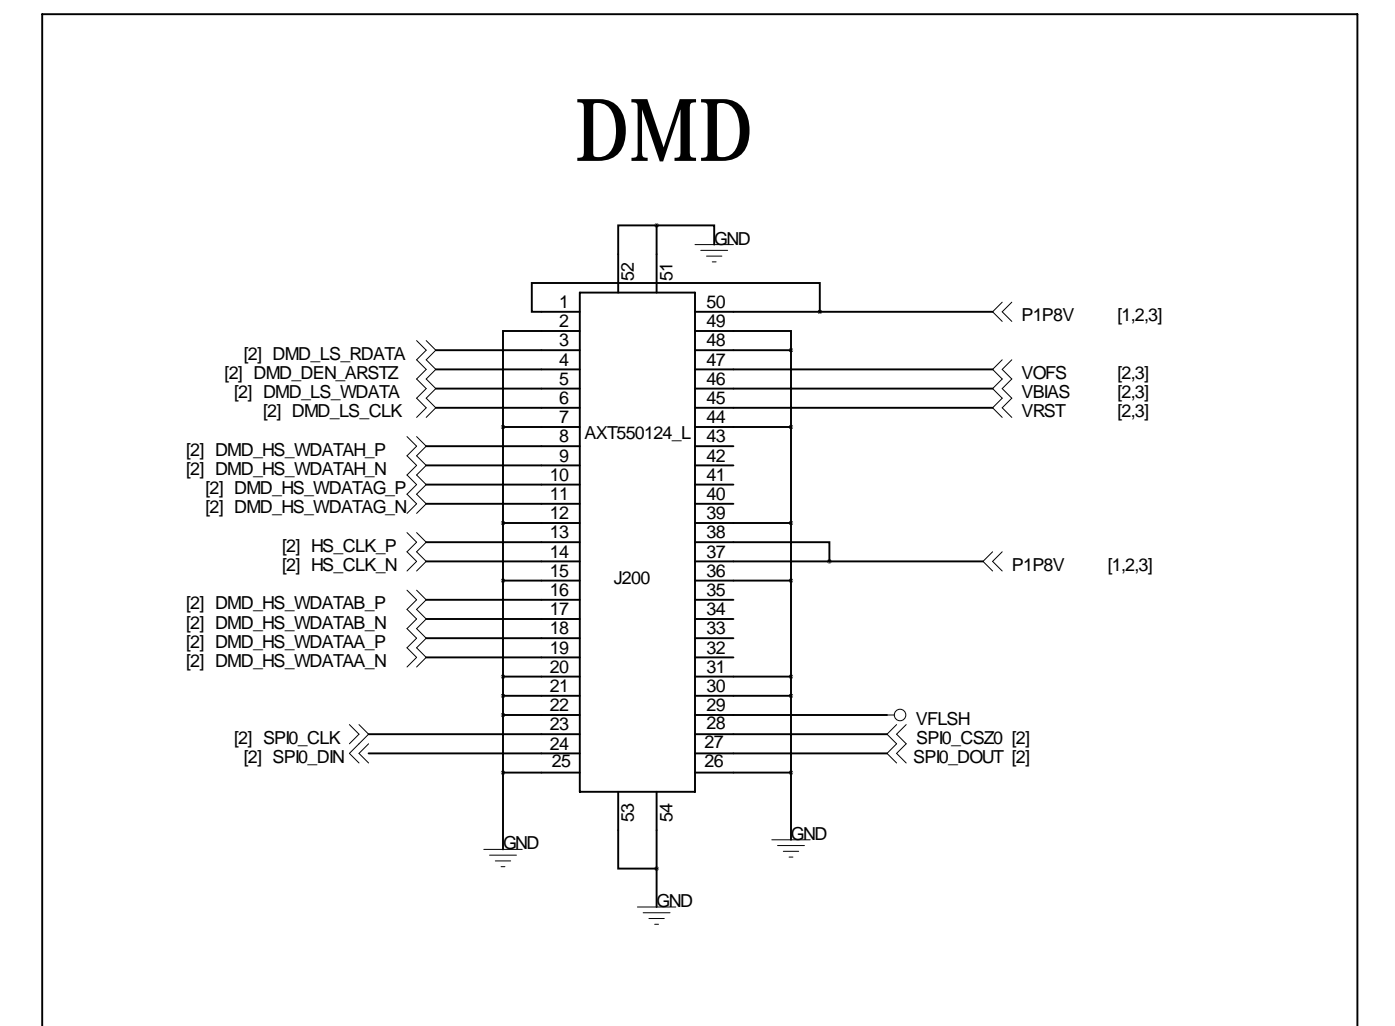 DMD
GND
52 51
1 50 P1P8V [1,2,3]
2 49
3 48
[2] DMD_LS_RDATA
4 47
[2] DMD_DEN_ARSTZ VOFS [2,3]
5 46
[2] DMD_LS_WDATA VBIAS [2,3]
6 45
[2] DMD_LS_CLK VRST [2,3]
7 44
8 AXT550124_L 43
[2] DMD_HS_WDATAH_P
9 42
[2] DMD_HS_WDATAH_N
10 41
[2] DMD_HS_WDATAG_P
11 40
[2] DMD_HS_WDATAG_N
12 39
13 38
[2] HS_CLK_P
14 37
[2] HS_CLK_N P1P8V [1,2,3]
15 J200 36
16 35
[2] DMD_HS_WDATAB_P
17 34
[2] DMD_HS_WDATAB_N
18 33
[2] DMD_HS_WDATAA_P
19 32
[2] DMD_HS_WDATAA_N
20 31
21 30
22 29
VFLSH
23 28
[2] SPI0_CLK SPI0_CSZ0 [2]
24 27
[2] SPI0_DIN SPI0_DOUT [2]
25 26
53 54
GND GND
GND